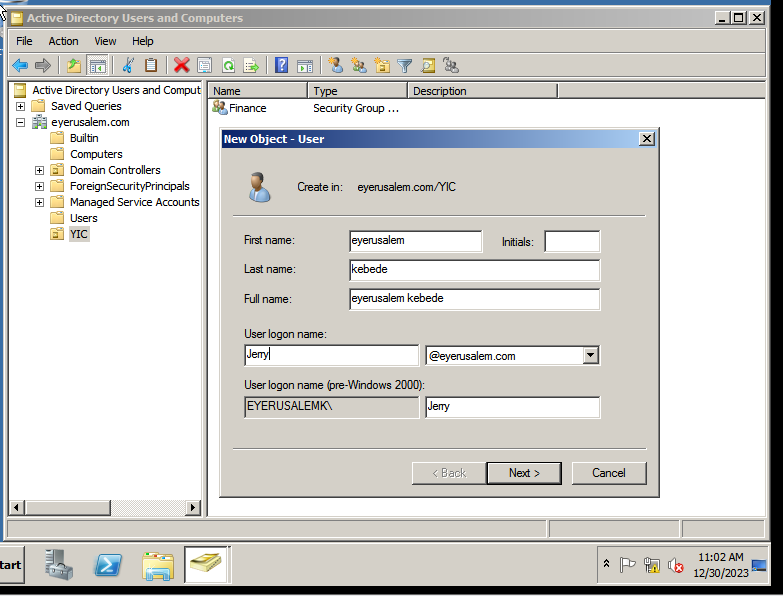 Active Directory Users and Computers
File Action View Help
Active Directory Users and Comput
Saved Queries
eyerusalem.com
Builtin
Computers
Domain Controllers
ForeignSecurityPrincipals
Managed Service Accounts
Users
YIC
Name Type Description
Finance Security Group ...
New Object - User
Create in: eyerusalem.com/YIC
First name: eyerusalem Initials:
Last name: kebede
Full name: eyerusalem kebede
User logon name:
Jerry @eyerusalem.com
User logon name (pre-Windows 2000):
EYERUSALEMK\ Jerry
< Back Next > Cancel
tart
11:02 AM
12/30/2023